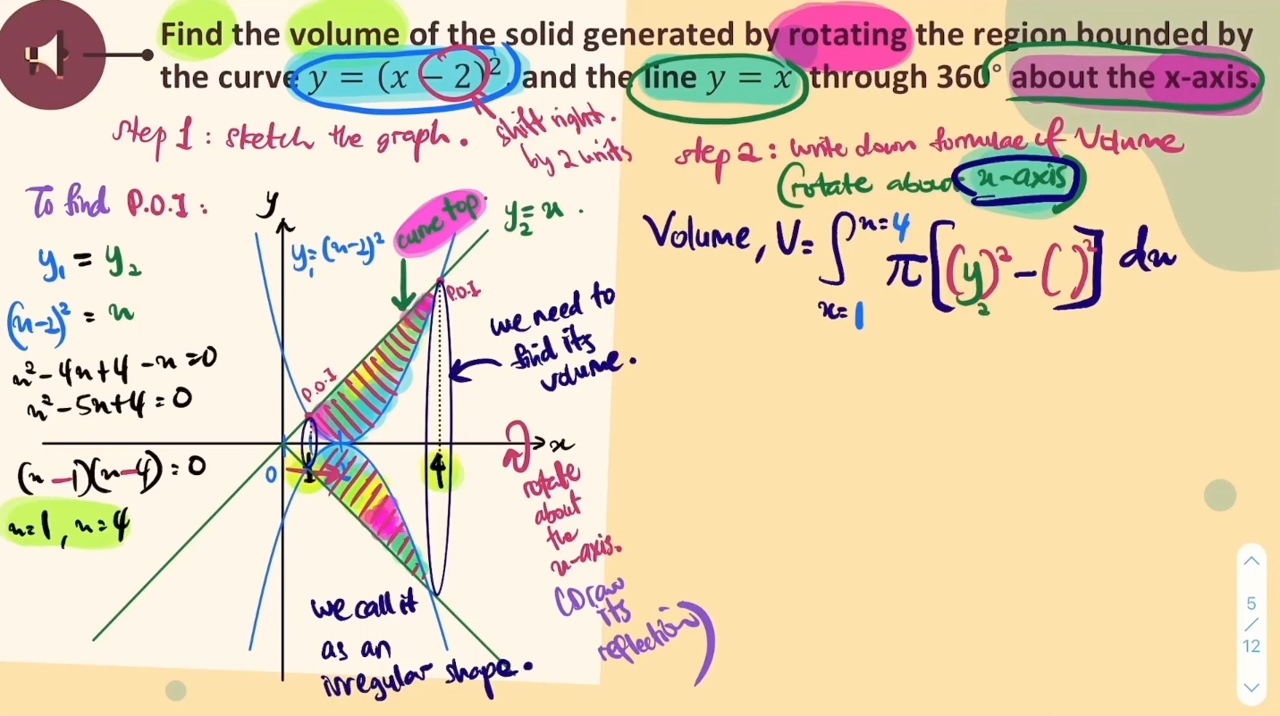 Find the volume of the solid generated by rotating the region bounded by
the curve y = (x − 2)² and the line y = x through 360° about the x-axis.
step 1 : sketch the graph.
shift right.
by 2 units
step 2 : write down formulae of Volume
(rotate about x-axis)
To find P.O.I :
y₁ = y₂
(x-2)² = x
x² - 4x + 4 - x = 0
x² - 5x + 4 = 0
(x-1)(x-4) = 0
x=1, x=4
y
y₁=(x-2)²
curve top
y₂= x.
P.O.I
P.O.I
we need to
find its
volume.
0
1
2
4
x
rotate
about
the
x-axis.
(Draw
its
reflection)
we call it
as an
irregular shape.
Volume, V = ∫ x=1 x=4 π[(y₂)² - ( )²] dx
5
/
12